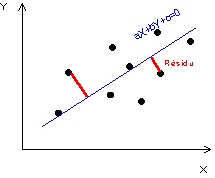 Y
aX+bY+c=0
Résidu
X